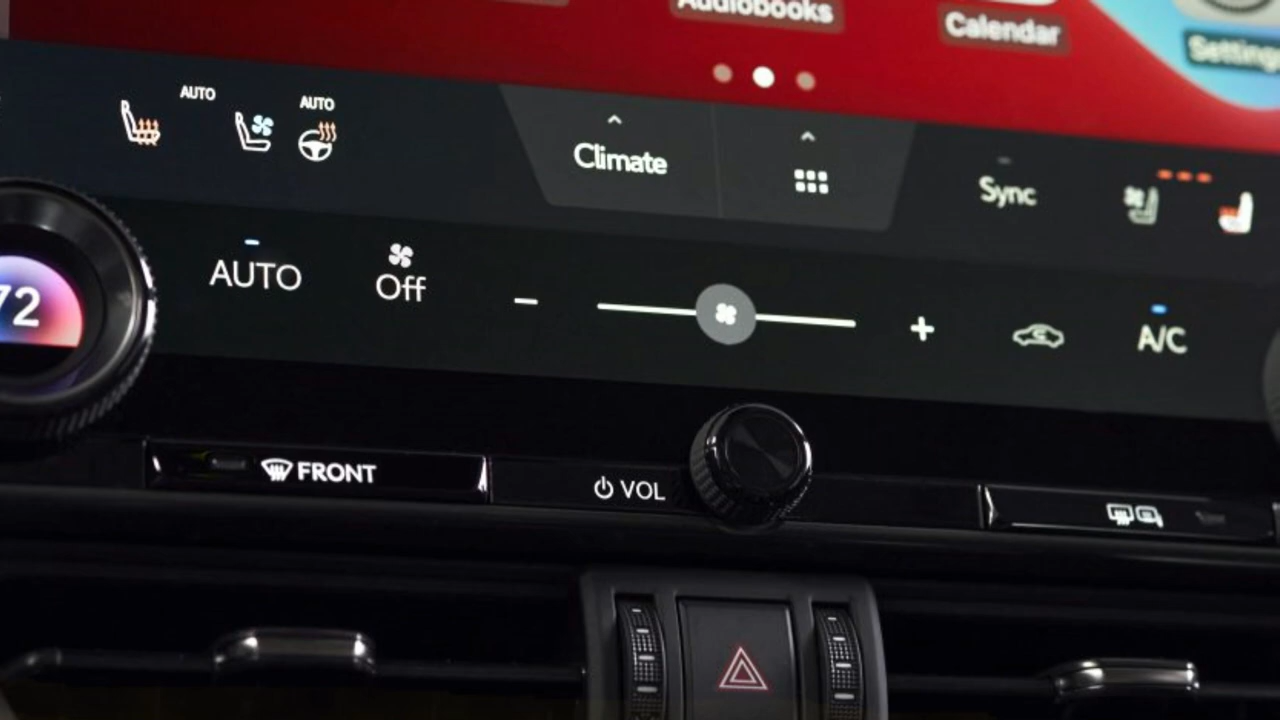 Audiobooks
Calendar
Settings
AUTO
AUTO
Climate
Sync
72
AUTO
Off
A/C
FRONT
VOL